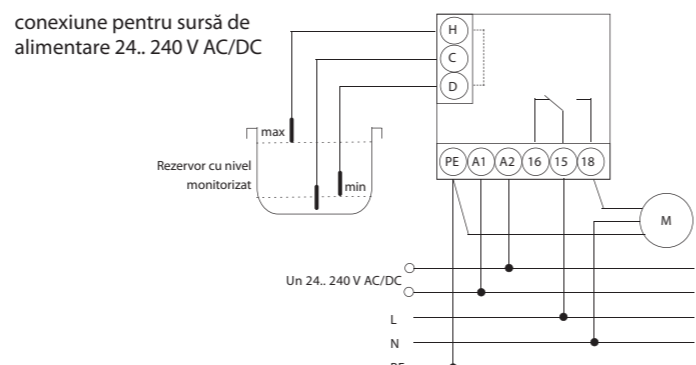 conexiune pentru sursă de
alimentare 24.. 240 V AC/DC
H
C
D
max
Rezervor cu nivel
monitorizat
min
PE A1 A2 16 15 18
M
Un 24.. 240 V AC/DC
L
N
PE